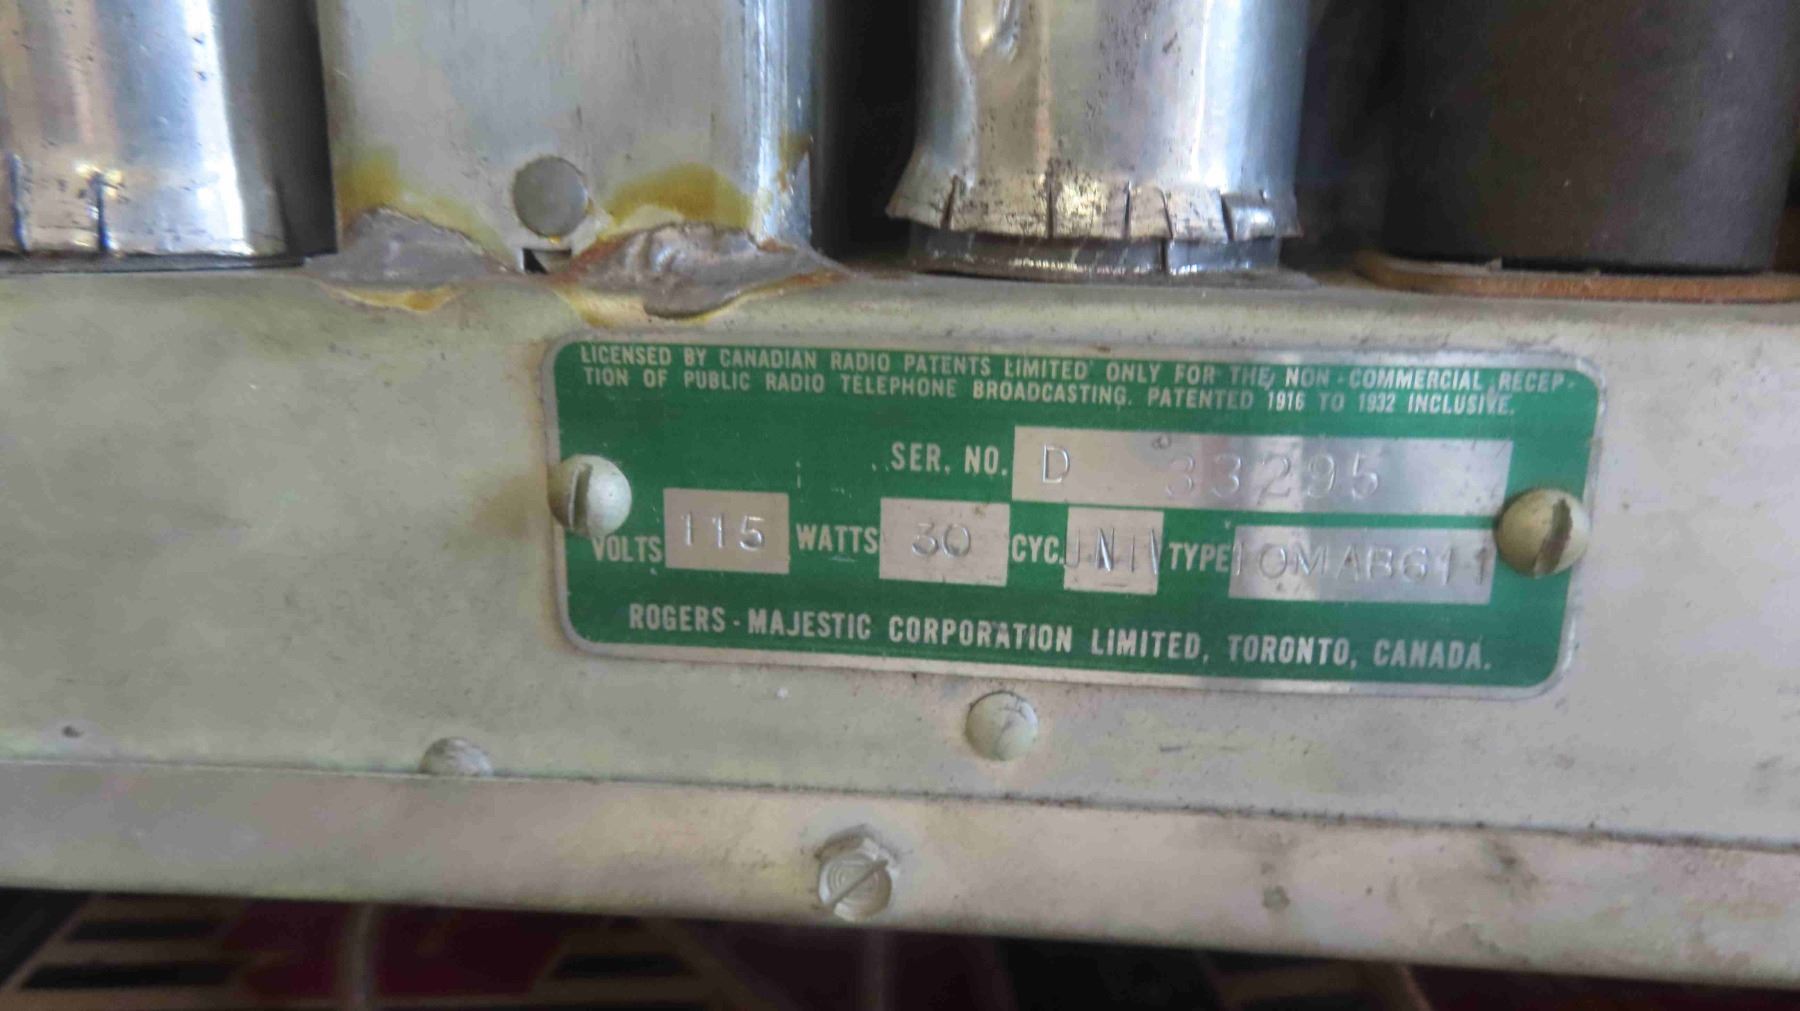 LICENSED BY CANADIAN RADIO PATENTS LIMITED ONLY FOR THE NON-COMMERCIAL RECEP-
TION OF PUBLIC RADIO TELEPHONE BROADCASTING. PATENTED 1916 TO 1932 INCLUSIVE.
SER. NO. D 33295
VOLTS 115 WATTS 30 CYC. UNIV TYPE 10MAB611
ROGERS-MAJESTIC CORPORATION LIMITED, TORONTO, CANADA.